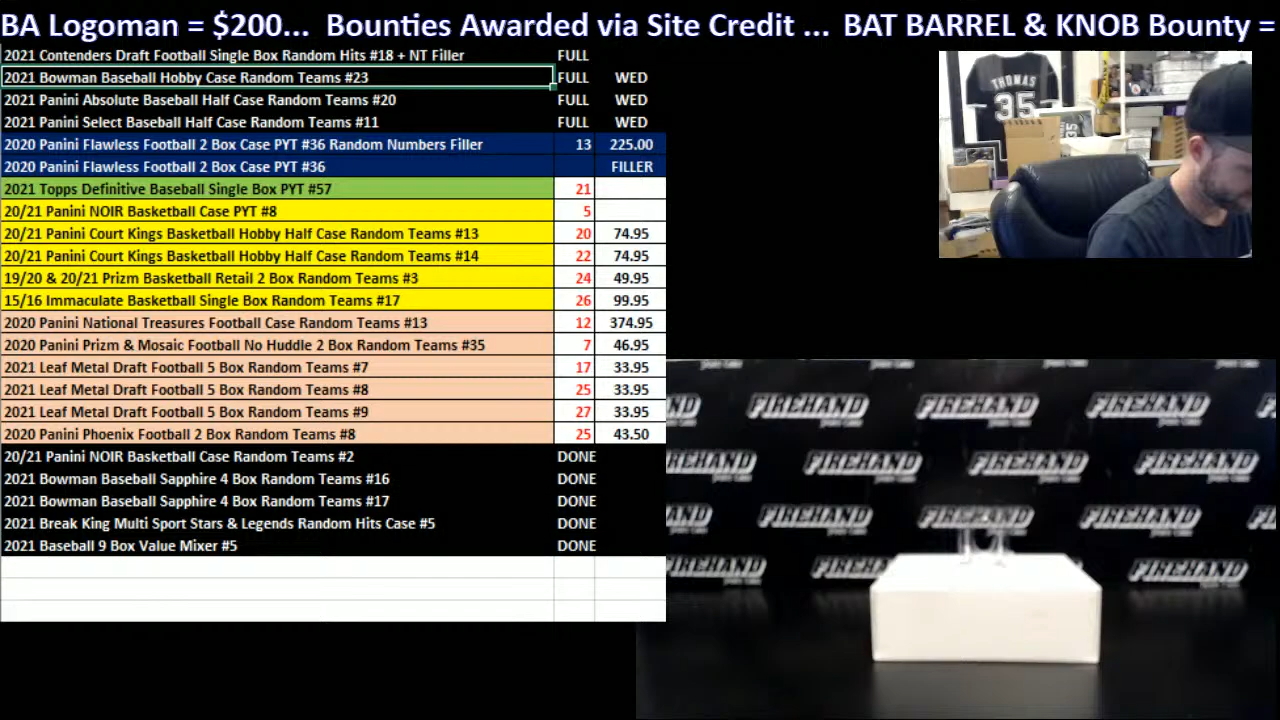 BA Logoman = $200... Bounties Awarded via Site Credit ... BAT BARREL & KNOB Bounty =
2021 Contenders Draft Football Single Box Random Hits #18 + NT Filler FULL
2021 Bowman Baseball Hobby Case Random Teams #23 FULL WED
2021 Panini Absolute Baseball Half Case Random Teams #20 FULL WED
2021 Panini Select Baseball Half Case Random Teams #11 FULL WED
2020 Panini Flawless Football 2 Box Case PYT #36 Random Numbers Filler 13 225.00
2020 Panini Flawless Football 2 Box Case PYT #36 FILLER
2021 Topps Definitive Baseball Single Box PYT #57 21
20/21 Panini NOIR Basketball Case PYT #8 5
20/21 Panini Court Kings Basketball Hobby Half Case Random Teams #13 20 74.95
20/21 Panini Court Kings Basketball Hobby Half Case Random Teams #14 22 74.95
19/20 & 20/21 Prizm Basketball Retail 2 Box Random Teams #3 24 49.95
15/16 Immaculate Basketball Single Box Random Teams #17 26 99.95
2020 Panini National Treasures Football Case Random Teams #13 12 374.95
2020 Panini Prizm & Mosaic Football No Huddle 2 Box Random Teams #35 7 46.95
2021 Leaf Metal Draft Football 5 Box Random Teams #7 17 33.95
2021 Leaf Metal Draft Football 5 Box Random Teams #8 25 33.95
2021 Leaf Metal Draft Football 5 Box Random Teams #9 27 33.95
2020 Panini Phoenix Football 2 Box Random Teams #8 25 43.50
20/21 Panini NOIR Basketball Case Random Teams #2 DONE
2021 Bowman Baseball Sapphire 4 Box Random Teams #16 DONE
2021 Bowman Baseball Sapphire 4 Box Random Teams #17 DONE
2021 Break King Multi Sport Stars & Legends Random Hits Case #5 DONE
2021 Baseball 9 Box Value Mixer #5 DONE
THOMAS
35
35
HAND FIREHAND FIREHAND FIREHAND
FIREHAND FIREHAND FIREHAND FIREHAND
HAND FIREHAND FIREHAND FIREHAND
FIREHAND FIREHAND FIREHAND